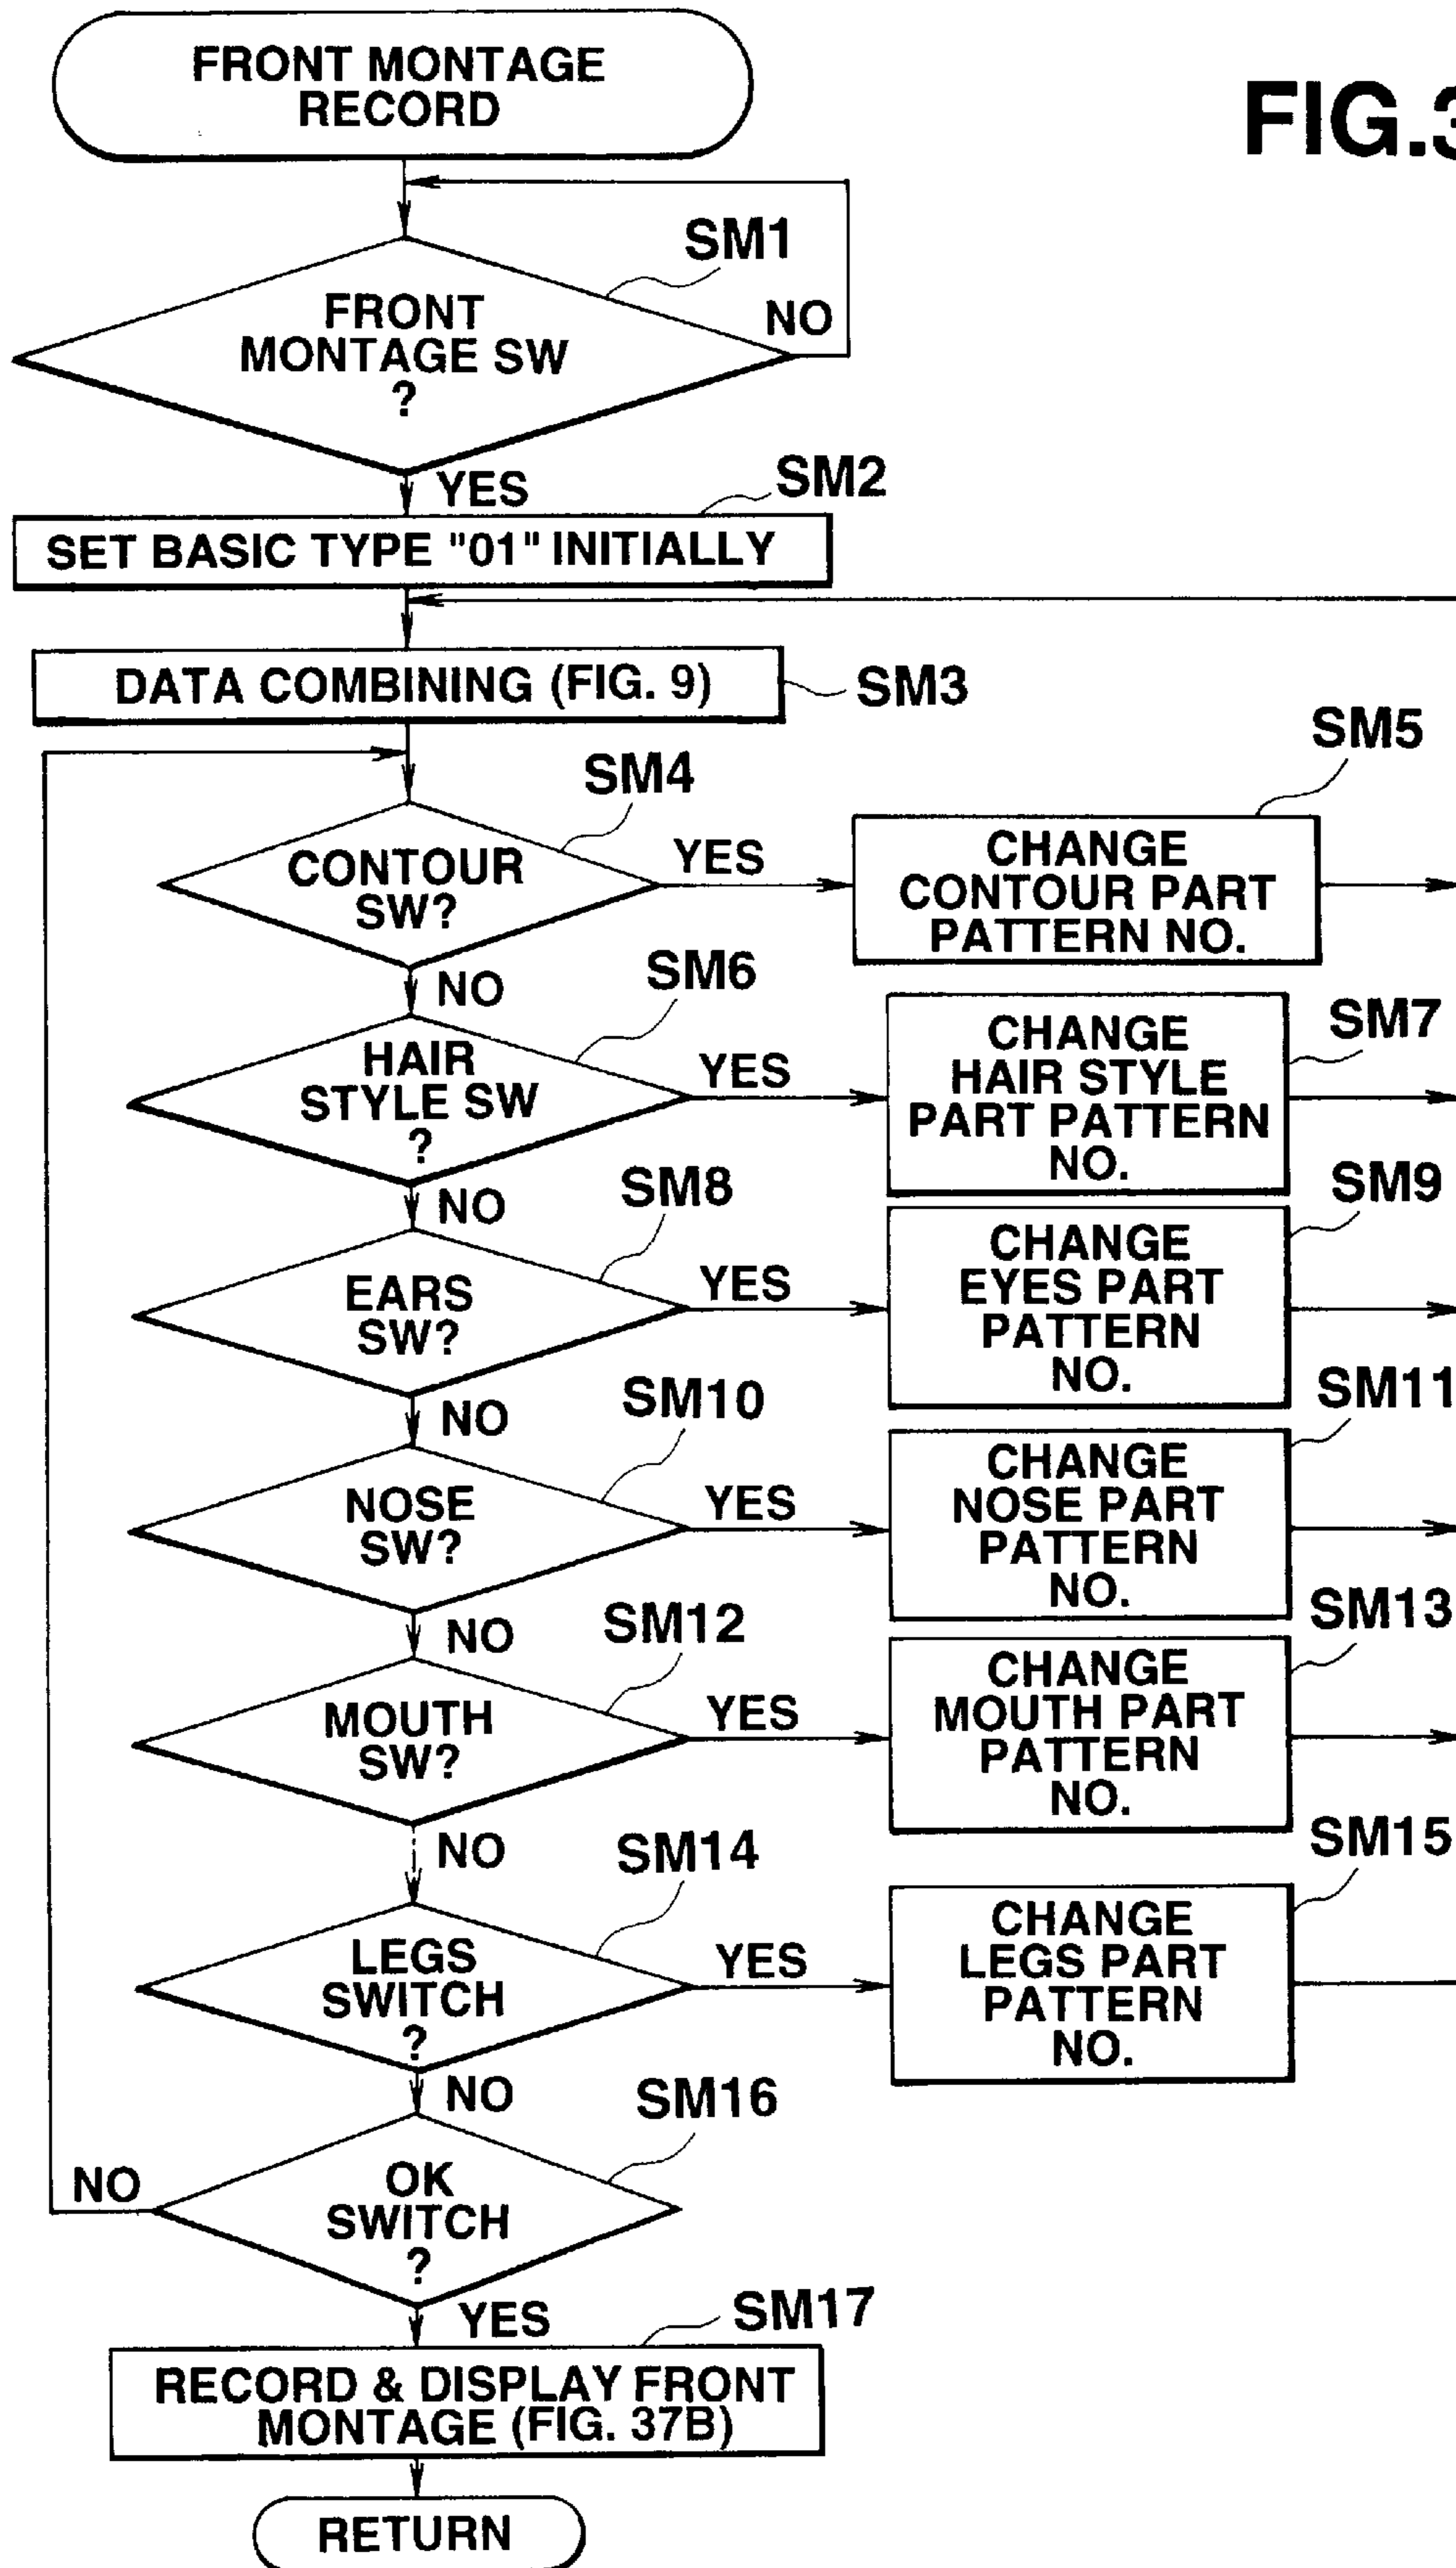 FRONT MONTAGE
RECORD
FIG.3
SM1
FRONT
MONTAGE SW
?
NO
YES
SM2
SET BASIC TYPE "01" INITIALLY
DATA COMBINING (FIG. 9)
SM3
SM4
CONTOUR
SW?
YES
SM5
CHANGE
CONTOUR PART
PATTERN NO.
NO
SM6
HAIR
STYLE SW
?
YES
SM7
CHANGE
HAIR STYLE
PART PATTERN
NO.
NO
SM8
EARS
SW?
YES
SM9
CHANGE
EYES PART
PATTERN
NO.
NO
SM10
NOSE
SW?
YES
SM11
CHANGE
NOSE PART
PATTERN
NO.
NO
SM12
MOUTH
SW?
YES
SM13
CHANGE
MOUTH PART
PATTERN
NO.
NO
SM14
LEGS
SWITCH
?
YES
SM15
CHANGE
LEGS PART
PATTERN
NO.
NO
SM16
OK
SWITCH
?
NO
YES
SM17
RECORD & DISPLAY FRONT
MONTAGE (FIG. 37B)
RETURN